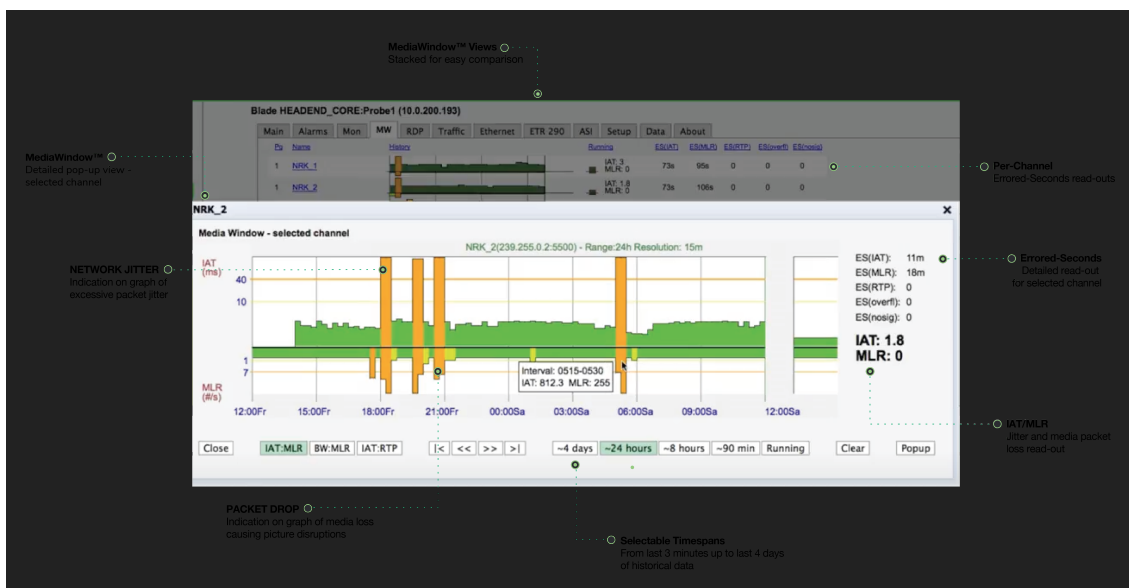 MediaWindow™ Views
Stacked for easy comparison
Blade HEADEND_CORE:Probe1 (10.0.200.193)
Main Alarms Mon MW RDP Traffic Ethernet ETR 290 ASI Setup Data About
Pg Name History Running ES(IAT) ES(MLR) ES(RTP) ES(overfl) ES(nosig)
1 NRK_1 IAT: 3 MLR: 0 73s 95s 0 0 0
1 NRK_2 IAT: 1.8 MLR: 0 73s 106s 0 0 0
MediaWindow™
Detailed pop-up view –
selected channel
Per-Channel
Errored-Seconds read-outs
NRK_2 ×
Media Window - selected channel
NRK_2(239.255.0.2:5500) - Range:24h Resolution: 15m
IAT
(ms)
40
10
1
7
MLR
(#/s)
12:00Fr 15:00Fr 18:00Fr 21:00Fr 00:00Sa 03:00Sa 06:00Sa 09:00Sa 12:00Sa
Interval: 0515-0530
IAT: 812.3 MLR: 255
ES(IAT): 11m
ES(MLR): 18m
ES(RTP): 0
ES(overfl): 0
ES(nosig): 0
IAT: 1.8
MLR: 0
NETWORK JITTER
Indication on graph of
excessive packet jitter
Errored-Seconds
Detailed read-out
for selected channel
IAT/MLR
Jitter and media packet
loss read-out
Close IAT:MLR BW:MLR IAT:RTP |< << >> >| ~4 days ~24 hours ~8 hours ~90 min Running Clear Popup
PACKET DROP
Indication on graph of media loss
causing picture disruptions
Selectable Timespans
From last 3 minutes up to last 4 days
of historical data